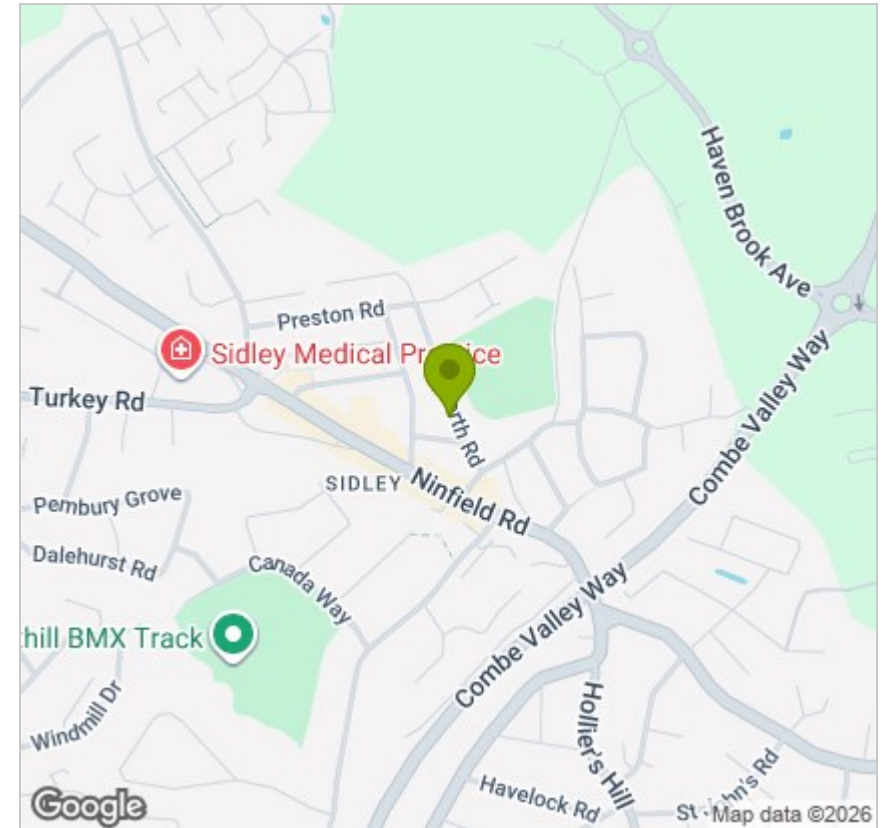 Haven Brook Ave
Preston Rd
Sidley Medical Practice
Turkey Rd
rth Rd
Combe Valley Way
SIDLEY
Ninfield Rd
Pembury Grove
Dalehurst Rd
Canada Way
Combe Valley Way
hill BMX Track
Windmill Dr
Hollier's Hill
Havelock Rd
St John's Rd
Google
Map data ©2026